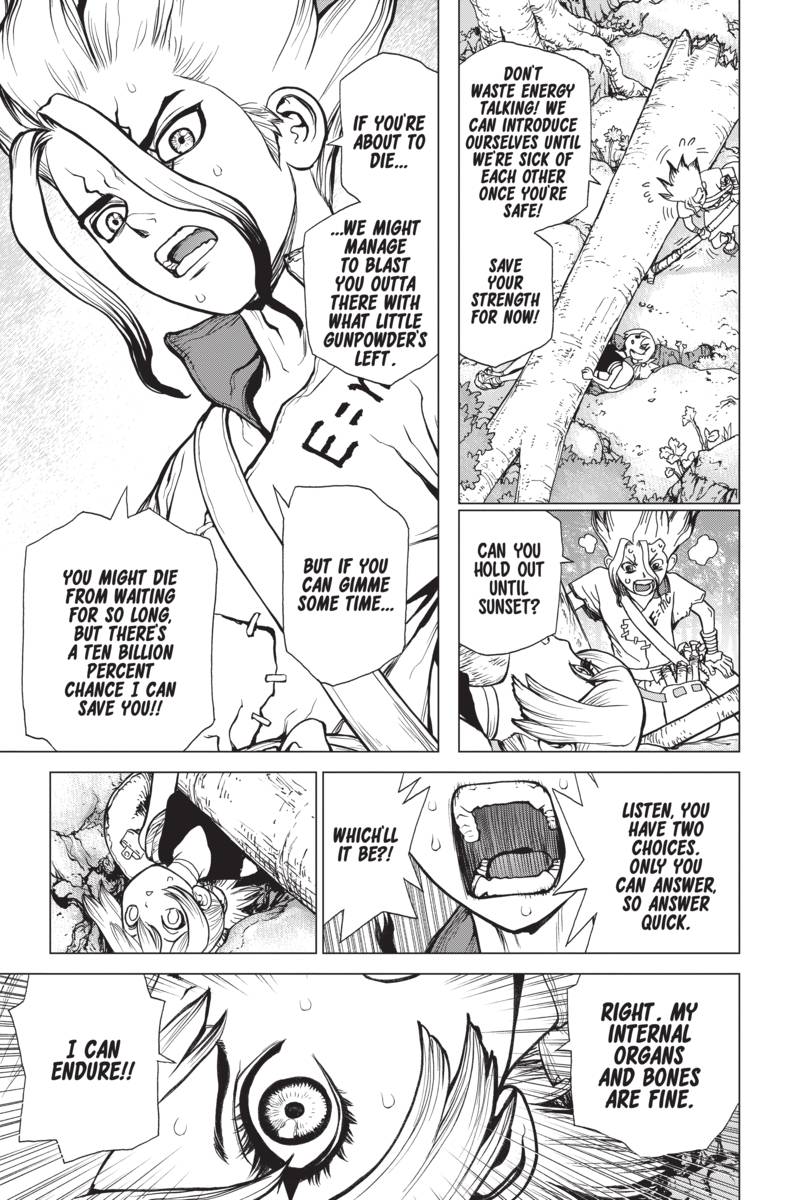 DON'T
WASTE ENERGY
TALKING! WE
CAN INTRODUCE
OURSELVES UNTIL
WE'RE SICK OF
EACH OTHER
ONCE YOU'RE
SAFE!
SAVE
YOUR
STRENGTH
FOR NOW!
CAN YOU
HOLD OUT
UNTIL
SUNSET?
IF YOU'RE
ABOUT TO
DIE...
...WE MIGHT
MANAGE
TO BLAST
YOU OUTTA
THERE WITH
WHAT LITTLE
GUNPOWDER'S
LEFT.
E=
BUT IF YOU
CAN GIMME
SOME TIME...
YOU MIGHT DIE
FROM WAITING
FOR SO LONG,
BUT THERE'S
A TEN BILLION
PERCENT
CHANCE I CAN
SAVE YOU!!
LISTEN, YOU
HAVE TWO
CHOICES.
ONLY YOU
CAN ANSWER,
SO ANSWER
QUICK.
WHICH'LL
IT BE?!
RIGHT. MY
INTERNAL
ORGANS
AND BONES
ARE FINE.
I CAN
ENDURE!!